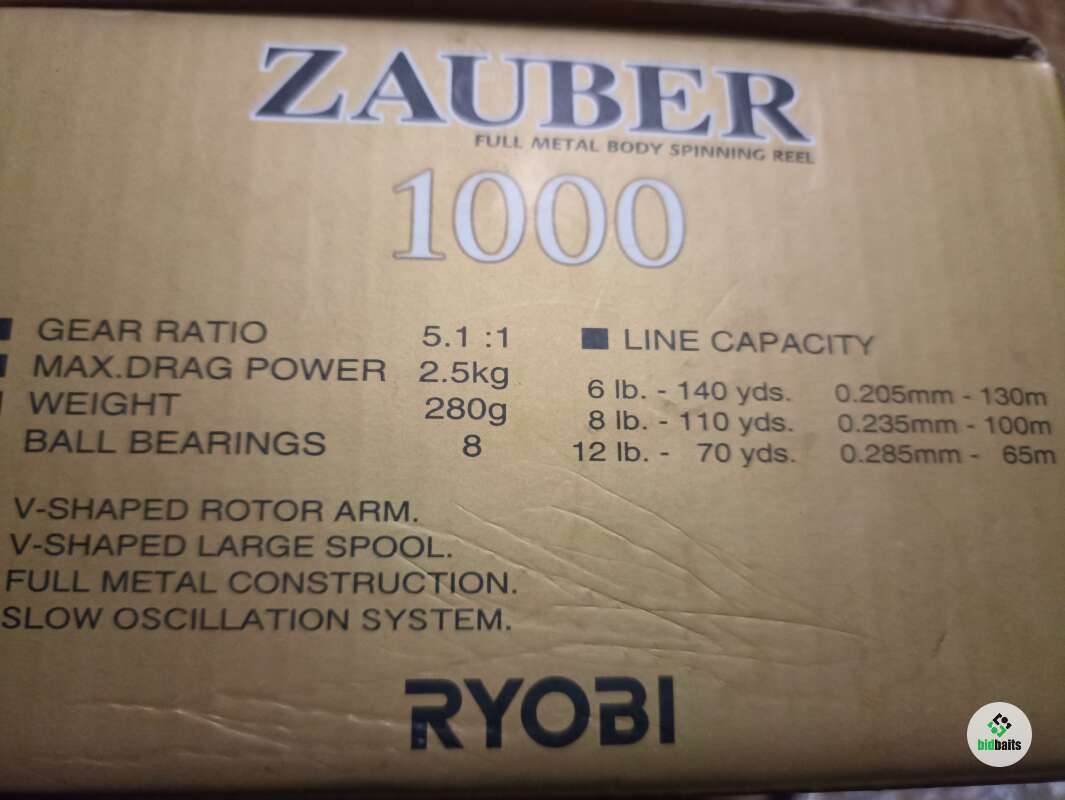 ZAUBER
FULL METAL BODY SPINNING REEL
1000
GEAR RATIO 5.1 :1
MAX.DRAG POWER 2.5kg
WEIGHT 280g
BALL BEARINGS 8
LINE CAPACITY
6 lb. - 140 yds. 0.205mm - 130m
8 lb. - 110 yds. 0.235mm - 100m
12 lb. - 70 yds. 0.285mm - 65m
V-SHAPED ROTOR ARM.
V-SHAPED LARGE SPOOL.
FULL METAL CONSTRUCTION.
SLOW OSCILLATION SYSTEM.
RYOBI
bidbaits